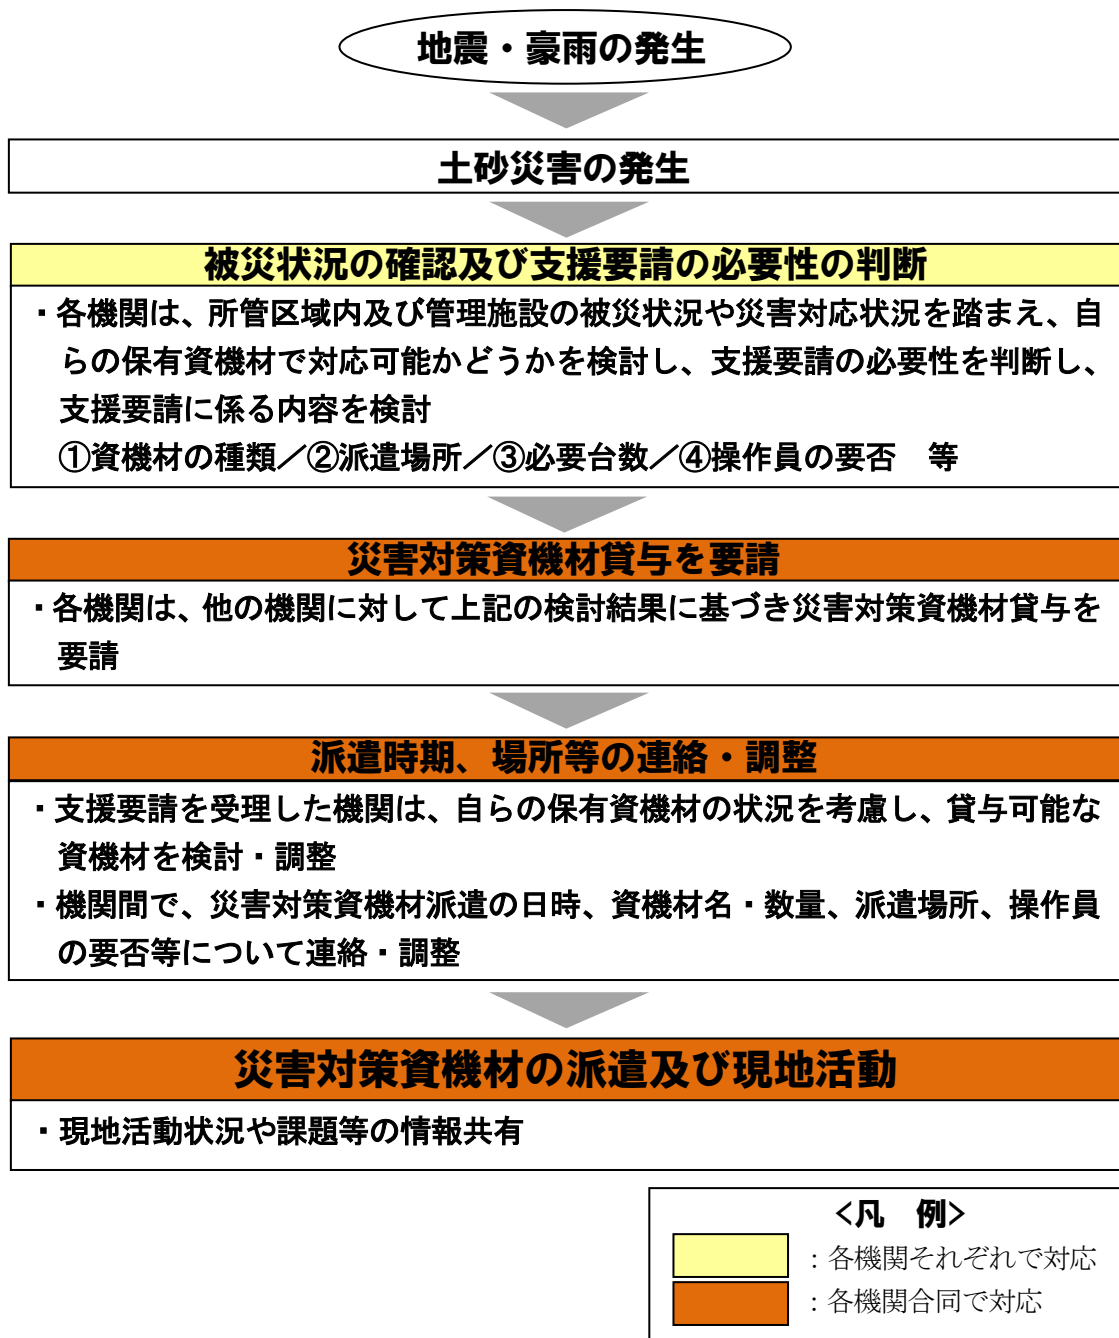 地震・豪雨の発生
土砂災害の発生
被災状況の確認及び支援要請の必要性の判断
・各機関は、所管区域内及び管理施設の被災状況や災害対応状況を踏まえ、自
らの保有資機材で対応可能かどうかを検討し、支援要請の必要性を判断し、
支援要請に係る内容を検討
①資機材の種類／②派遣場所／③必要台数／④操作員の要否　等
災害対策資機材貸与を要請
・各機関は、他の機関に対して上記の検討結果に基づき災害対策資機材貸与を
要請
派遣時期、場所等の連絡・調整
・支援要請を受理した機関は、自らの保有資機材の状況を考慮し、貸与可能な
資機材を検討・調整
・機関間で、災害対策資機材派遣の日時、資機材名・数量、派遣場所、操作員
の要否等について連絡・調整
災害対策資機材の派遣及び現地活動
・現地活動状況や課題等の情報共有
<凡　例>
：各機関それぞれで対応
：各機関合同で対応